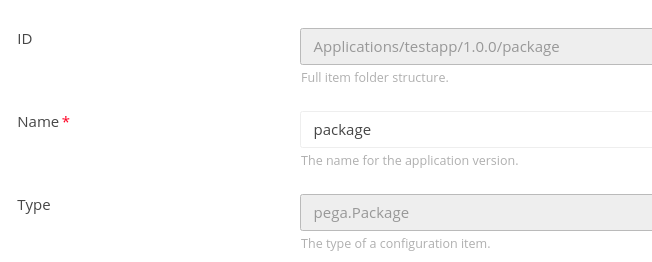 ID
Applications/testapp/1.0.0/package
Full item folder structure.
Name *
package
The name for the application version.
Type
pega.Package
The type of a configuration item.